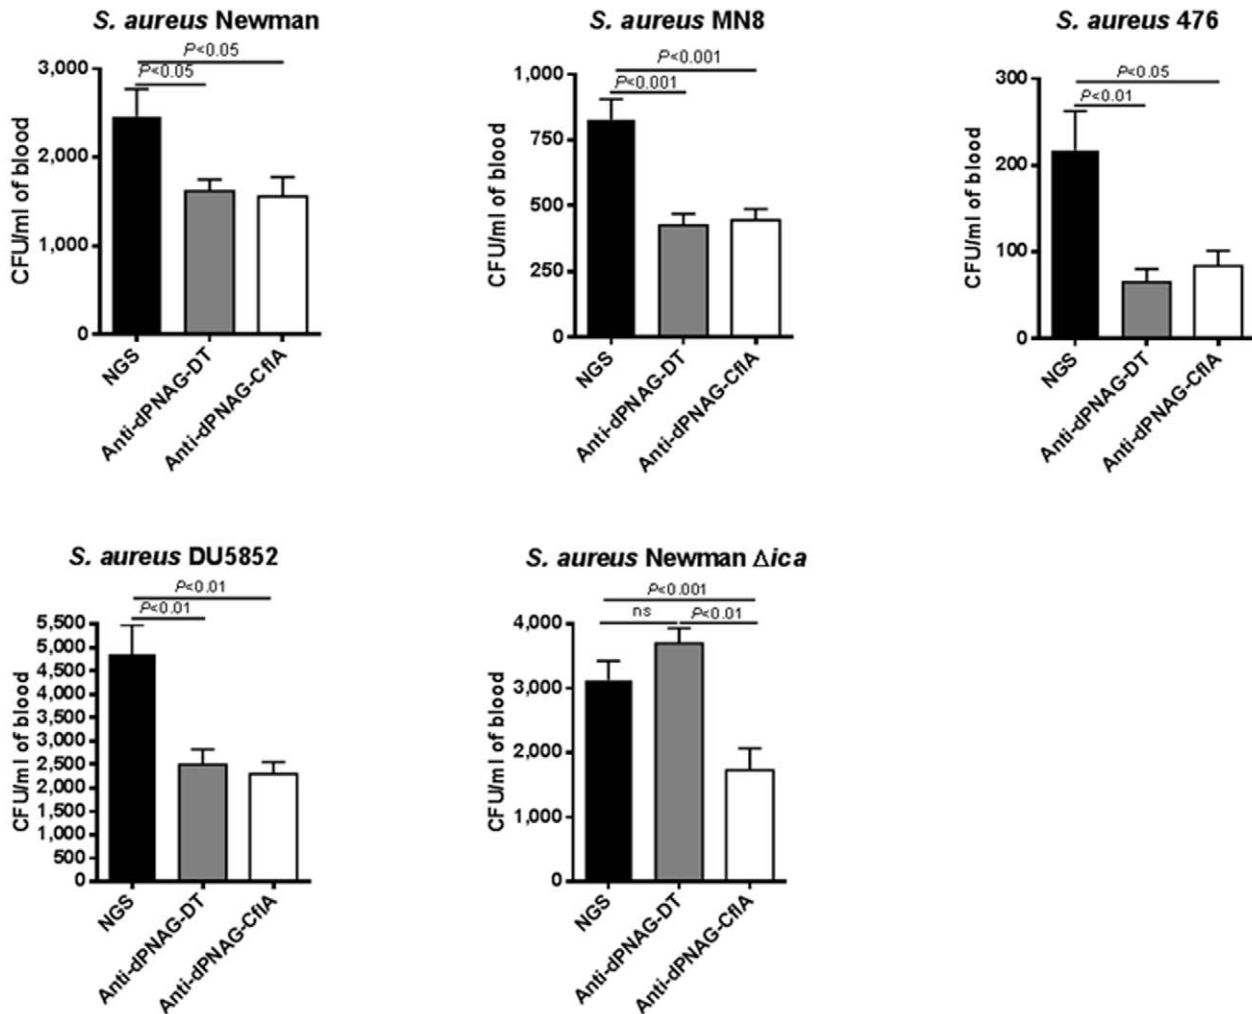 S. aureus Newman
P<0.05
P<0.05
3,000
2,000
1,000
0
CFU/ml of blood
NGS
Anti-dPNAG-DT
Anti-dPNAG-CflA
S. aureus MN8
P<0.001
P<0.001
1,000
750
500
250
0
CFU/ml of blood
NGS
Anti-dPNAG-DT
Anti-dPNAG-CflA
S. aureus 476
P<0.05
P<0.01
300
200
100
0
CFU/ml of blood
NGS
Anti-dPNAG-DT
Anti-dPNAG-CflA
S. aureus DU5852
P<0.01
P<0.01
5,500
5,000
4,500
4,000
3,500
3,000
2,500
2,000
1,500
1,000
500
0
CFU/ml of blood
NGS
Anti-dPNAG-DT
Anti-dPNAG-CflA
S. aureus Newman Δica
P<0.001
ns P<0.01
4,000
3,000
2,000
1,000
0
CFU/ml of blood
NGS
Anti-dPNAG-DT
Anti-dPNAG-CflA